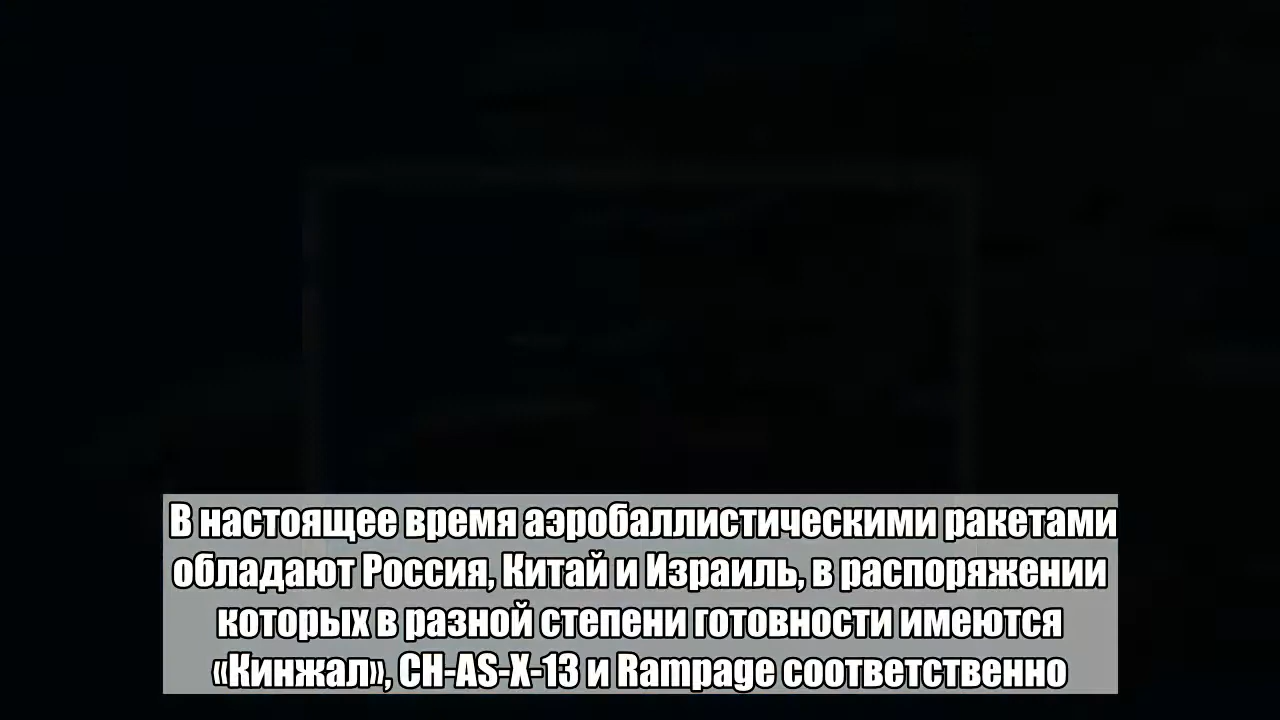 В настоящее время аэробаллистическими ракетами
обладают Россия, Китай и Израиль, в распоряжении
которых в разной степени готовности имеются
«Кинжал», CH-AS-X-13 и Rampage соответственно